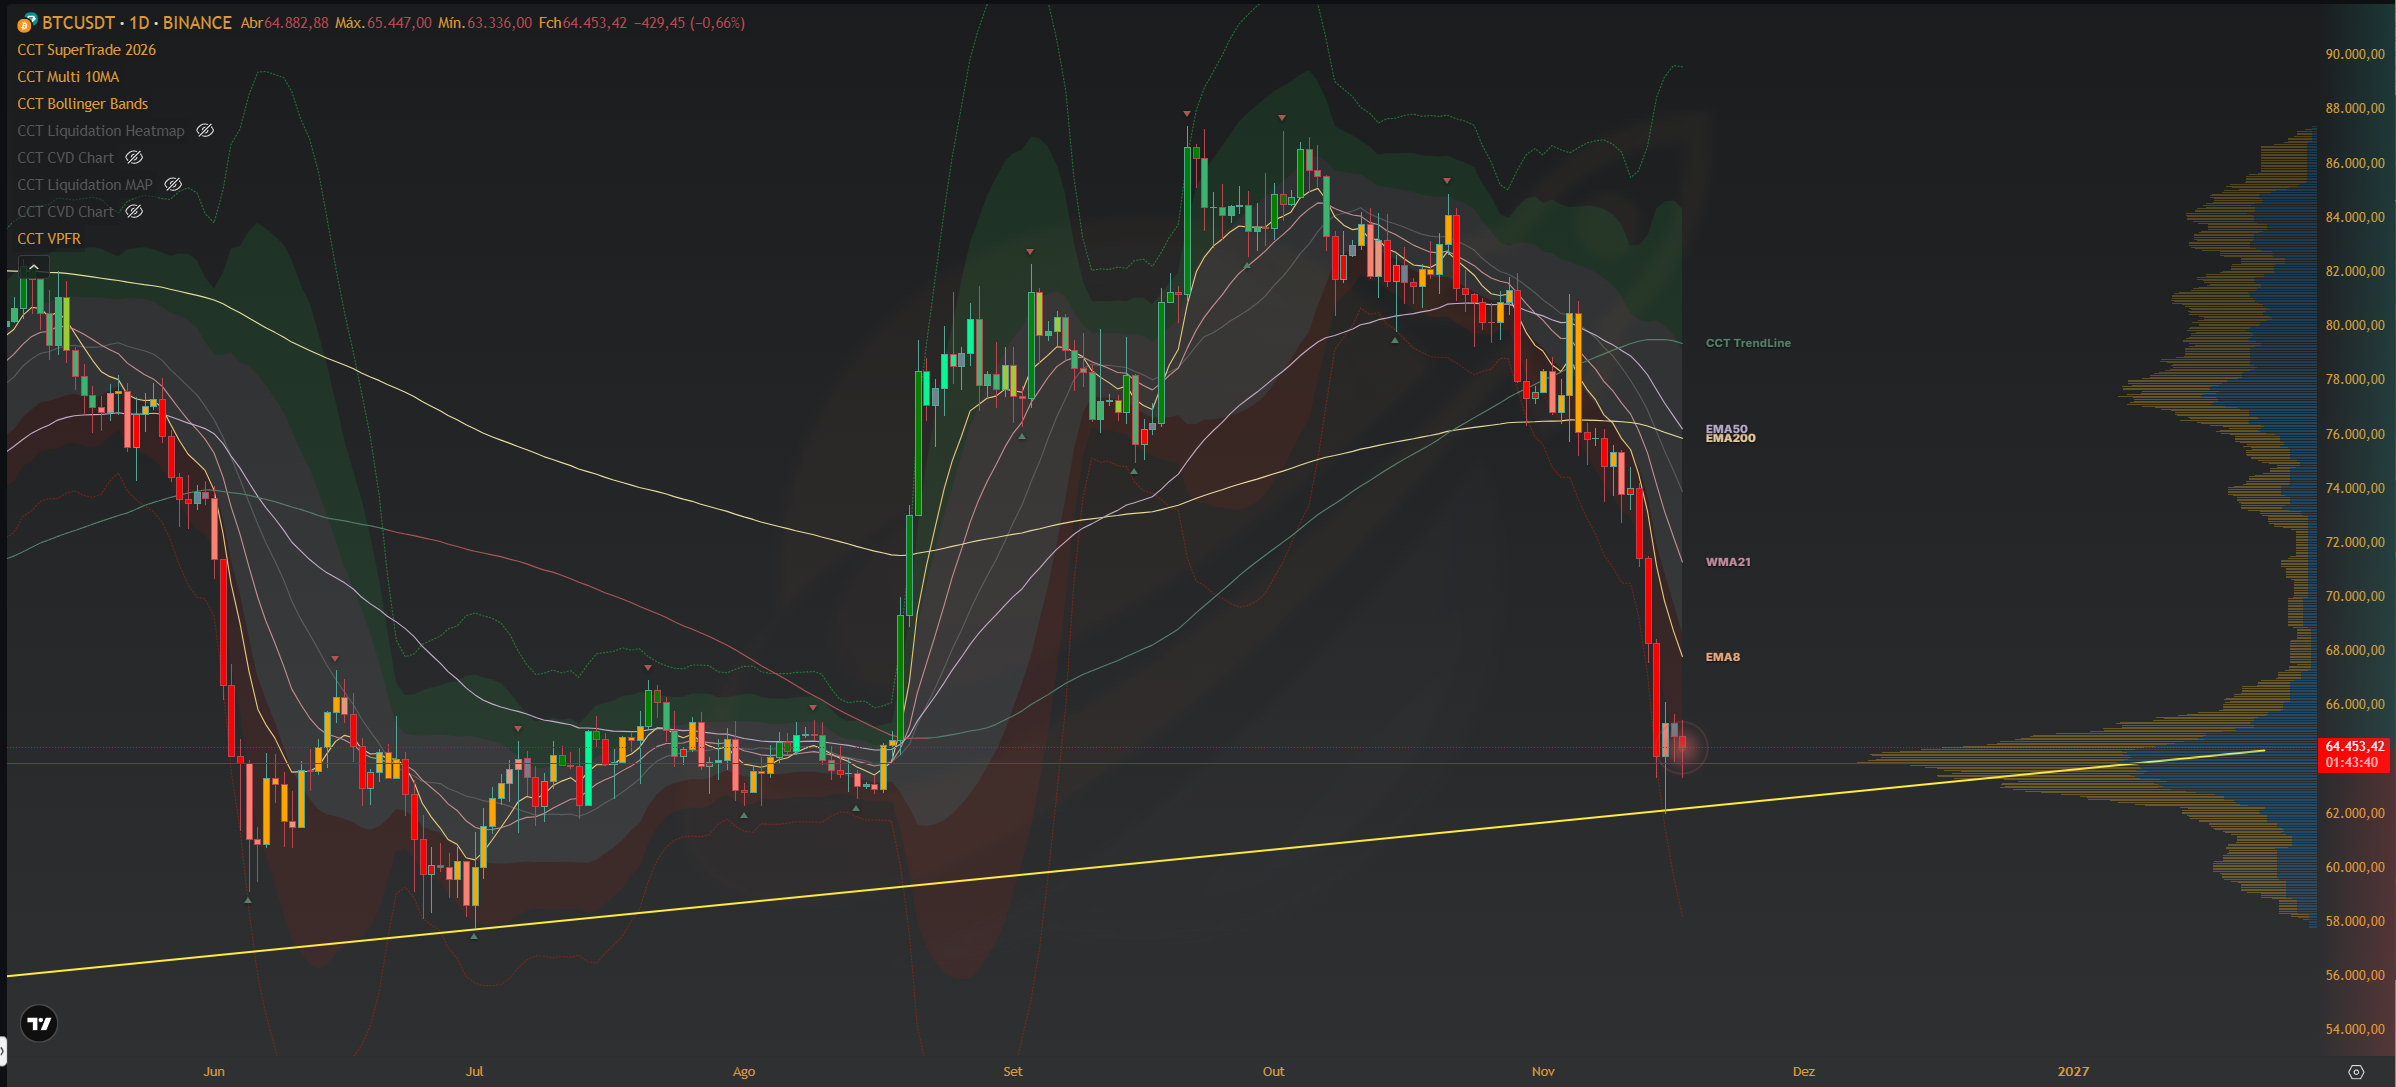 BTCUSDT · 1D · BINANCE Abr64.882,88 Máx.65.447,00 Mín.63.336,00 Fch64.453,42 −429,45 (−0,66%)
CCT SuperTrade 2026
CCT Multi 10MA
CCT Bollinger Bands
CCT Liquidation Heatmap
CCT CVD Chart
CCT Liquidation MAP
CCT CVD Chart
CCT VPFR
90.000,00
88.000,00
86.000,00
84.000,00
82.000,00
80.000,00
78.000,00
76.000,00
74.000,00
72.000,00
70.000,00
68.000,00
66.000,00
64.453,42
01:43:40
62.000,00
60.000,00
58.000,00
56.000,00
54.000,00
CCT TrendLine
EMA50
EMA200
WMA21
EMA8
Jun Jul Ago Set Out Nov Dez 2027